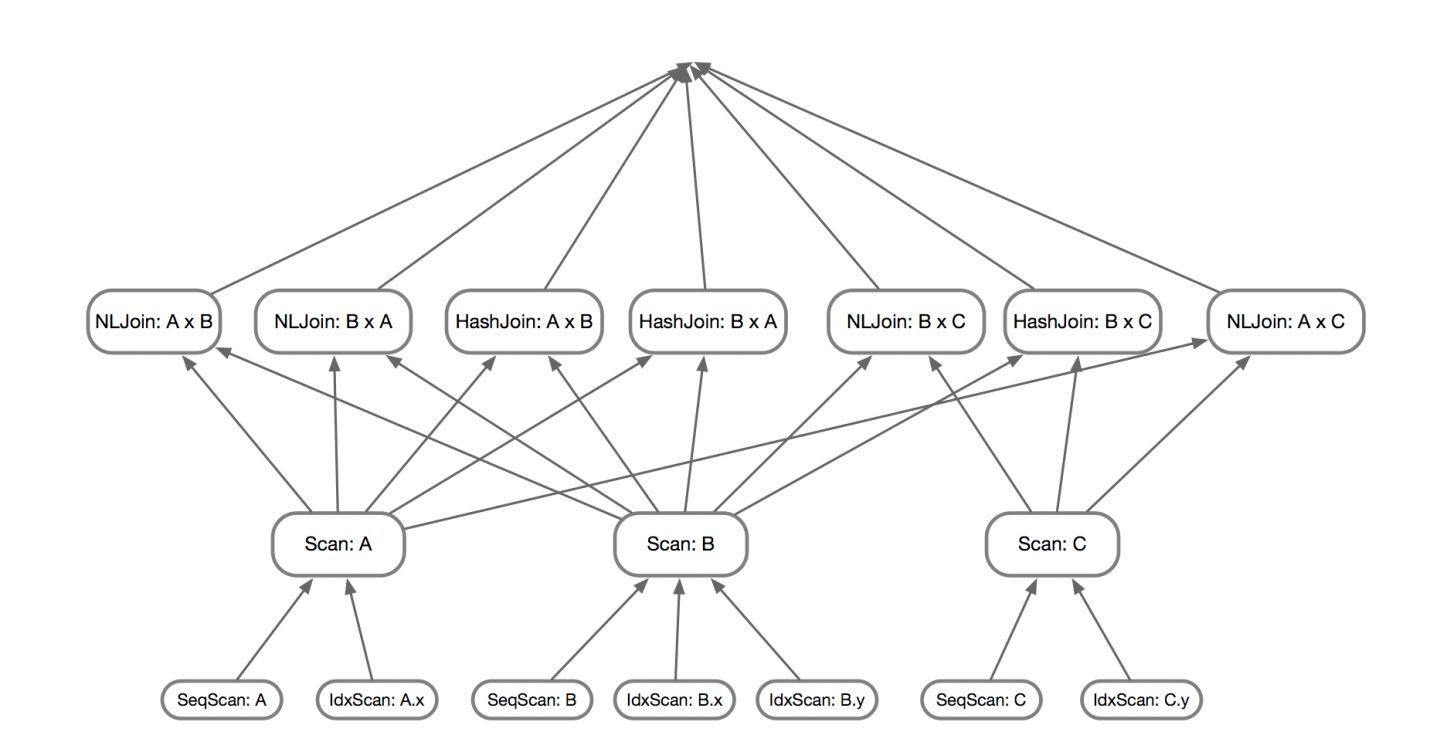 NLJoin: A x B
NLJoin: B x A
HashJoin: A x B
HashJoin: B x A
NLJoin: B x C
HashJoin: B x C
NLJoin: A x C
Scan: A
Scan: B
Scan: C
SeqScan: A
IdxScan: A.x
SeqScan: B
IdxScan: B.x
IdxScan: B.y
SeqScan: C
IdxScan: C.y